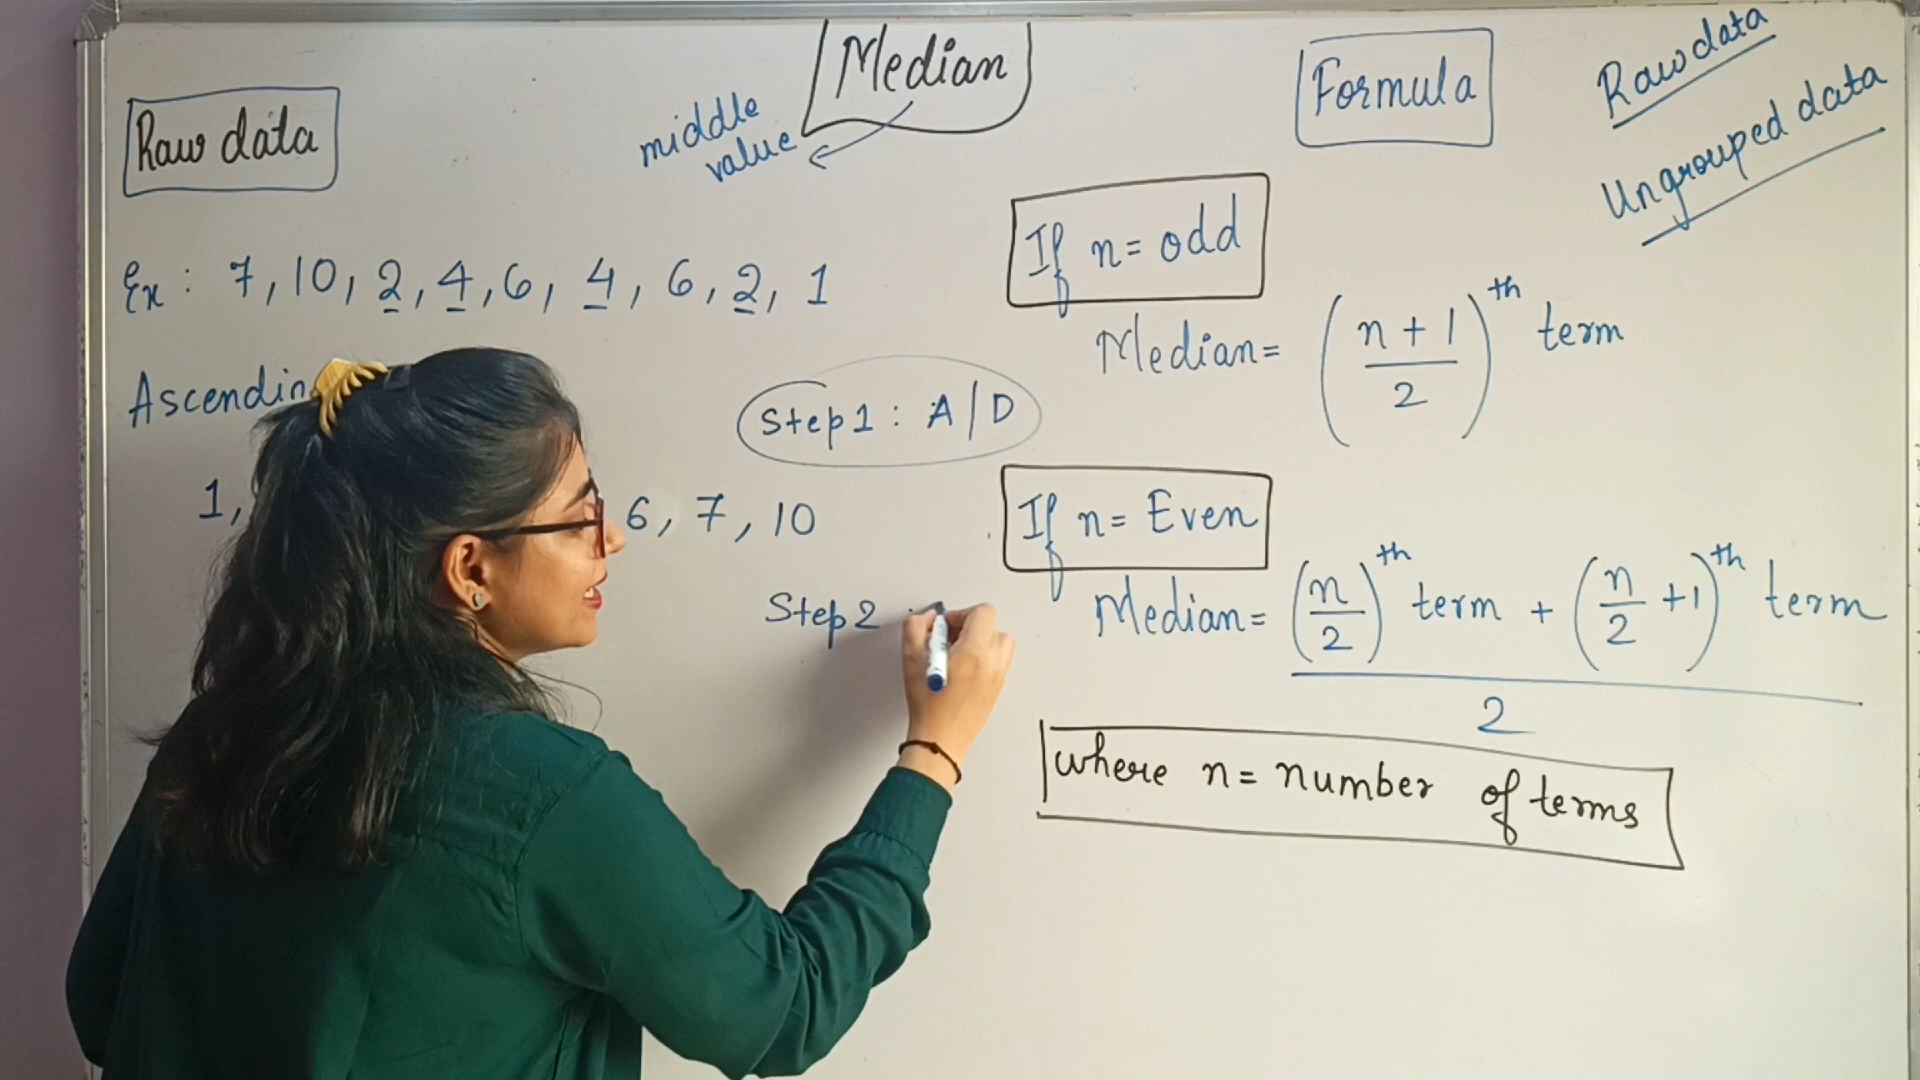 Median
middle
value
Raw data
Ex : 7, 10, 2, 4, 6, 4, 6, 2, 1
Ascendin
1,
6, 7, 10
Step 1 : A/D
Step 2 :
Formula
Raw data
Ungrouped data
If n = odd
Median = (n + 1 / 2)th term
If n = Even
Median = (n/2)th term + (n/2 + 1)th term
2
where n = number of terms